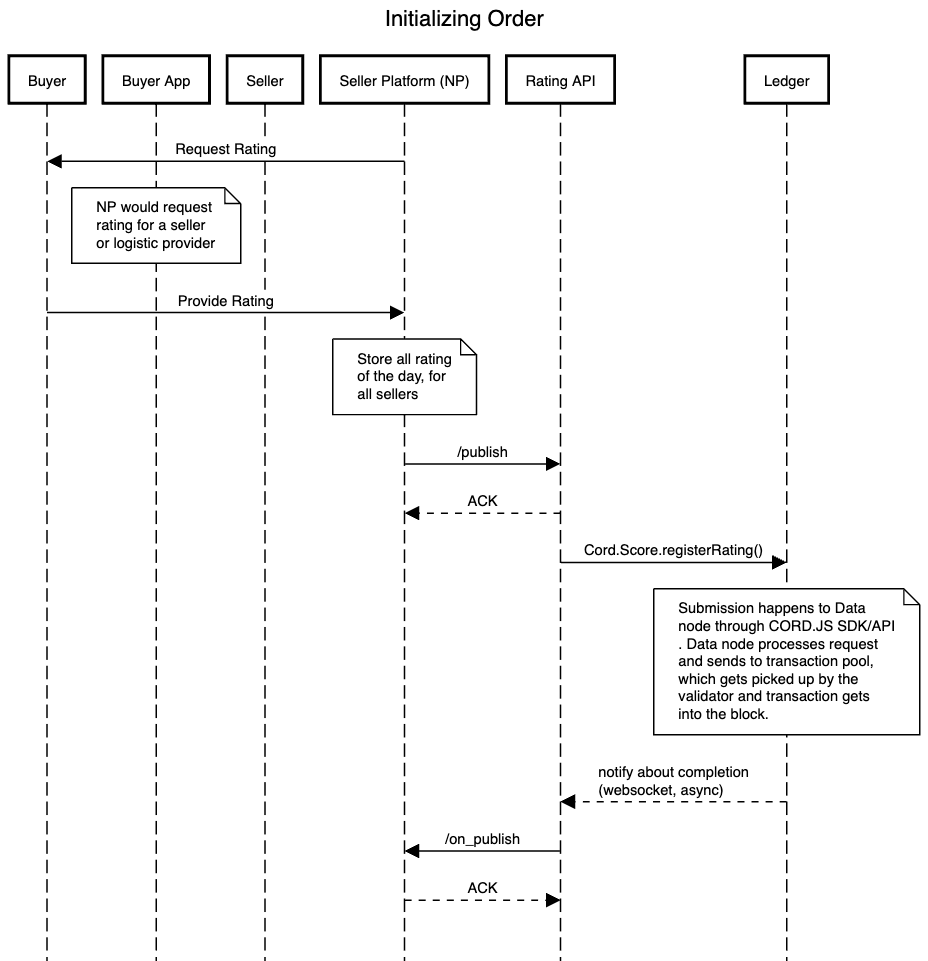 Initializing Order
Buyer
Buyer App
Seller
Seller Platform (NP)
Rating API
Ledger
Request Rating
NP would request
rating for a seller
or logistic provider
Provide Rating
Store all rating
of the day, for
all sellers
/publish
ACK
Cord.Score.registerRating()
Submission happens to Data
node through CORD.JS SDK/API
. Data node processes request
and sends to transaction pool,
which gets picked up by the
validator and transaction gets
into the block.
notify about completion
(websocket, async)
/on_publish
ACK